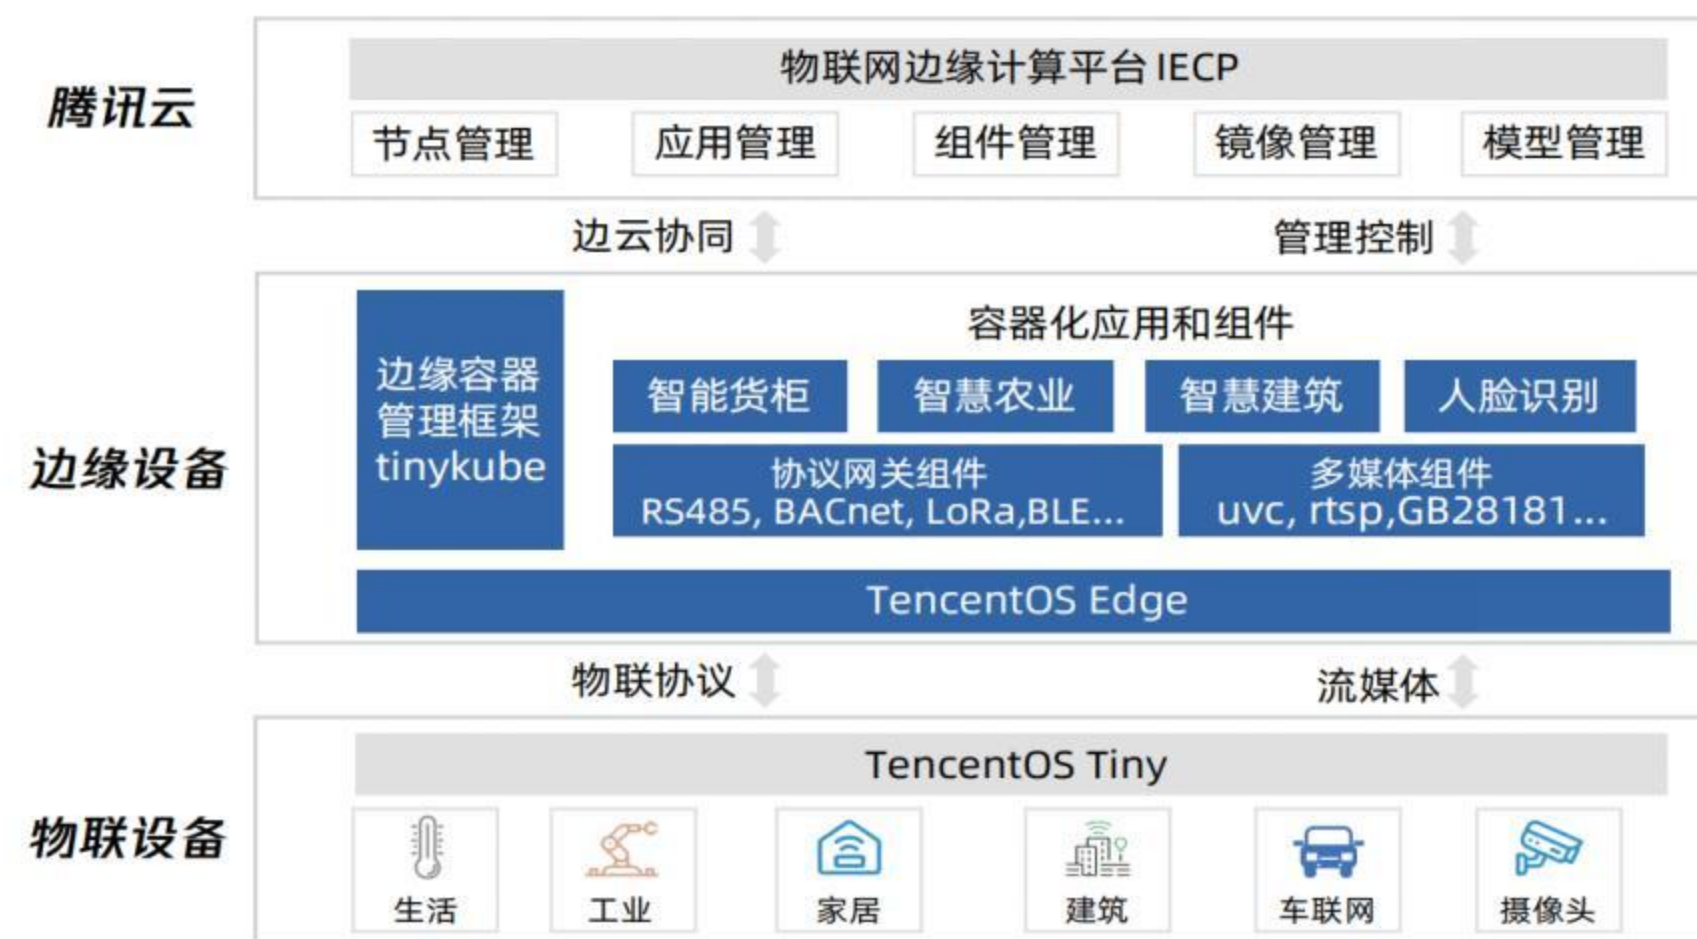 腾讯云
物联网边缘计算平台 IECP
节点管理
应用管理
组件管理
镜像管理
模型管理
边云协同
管理控制
边缘设备
边缘容器
管理框架
tinykube
容器化应用和组件
智能货柜
智慧农业
智慧建筑
人脸识别
协议网关组件
RS485, BACnet, LoRa,BLE...
多媒体组件
uvc, rtsp,GB28181...
TencentOS Edge
物联协议
流媒体
物联设备
TencentOS Tiny
生活
工业
家居
建筑
车联网
摄像头